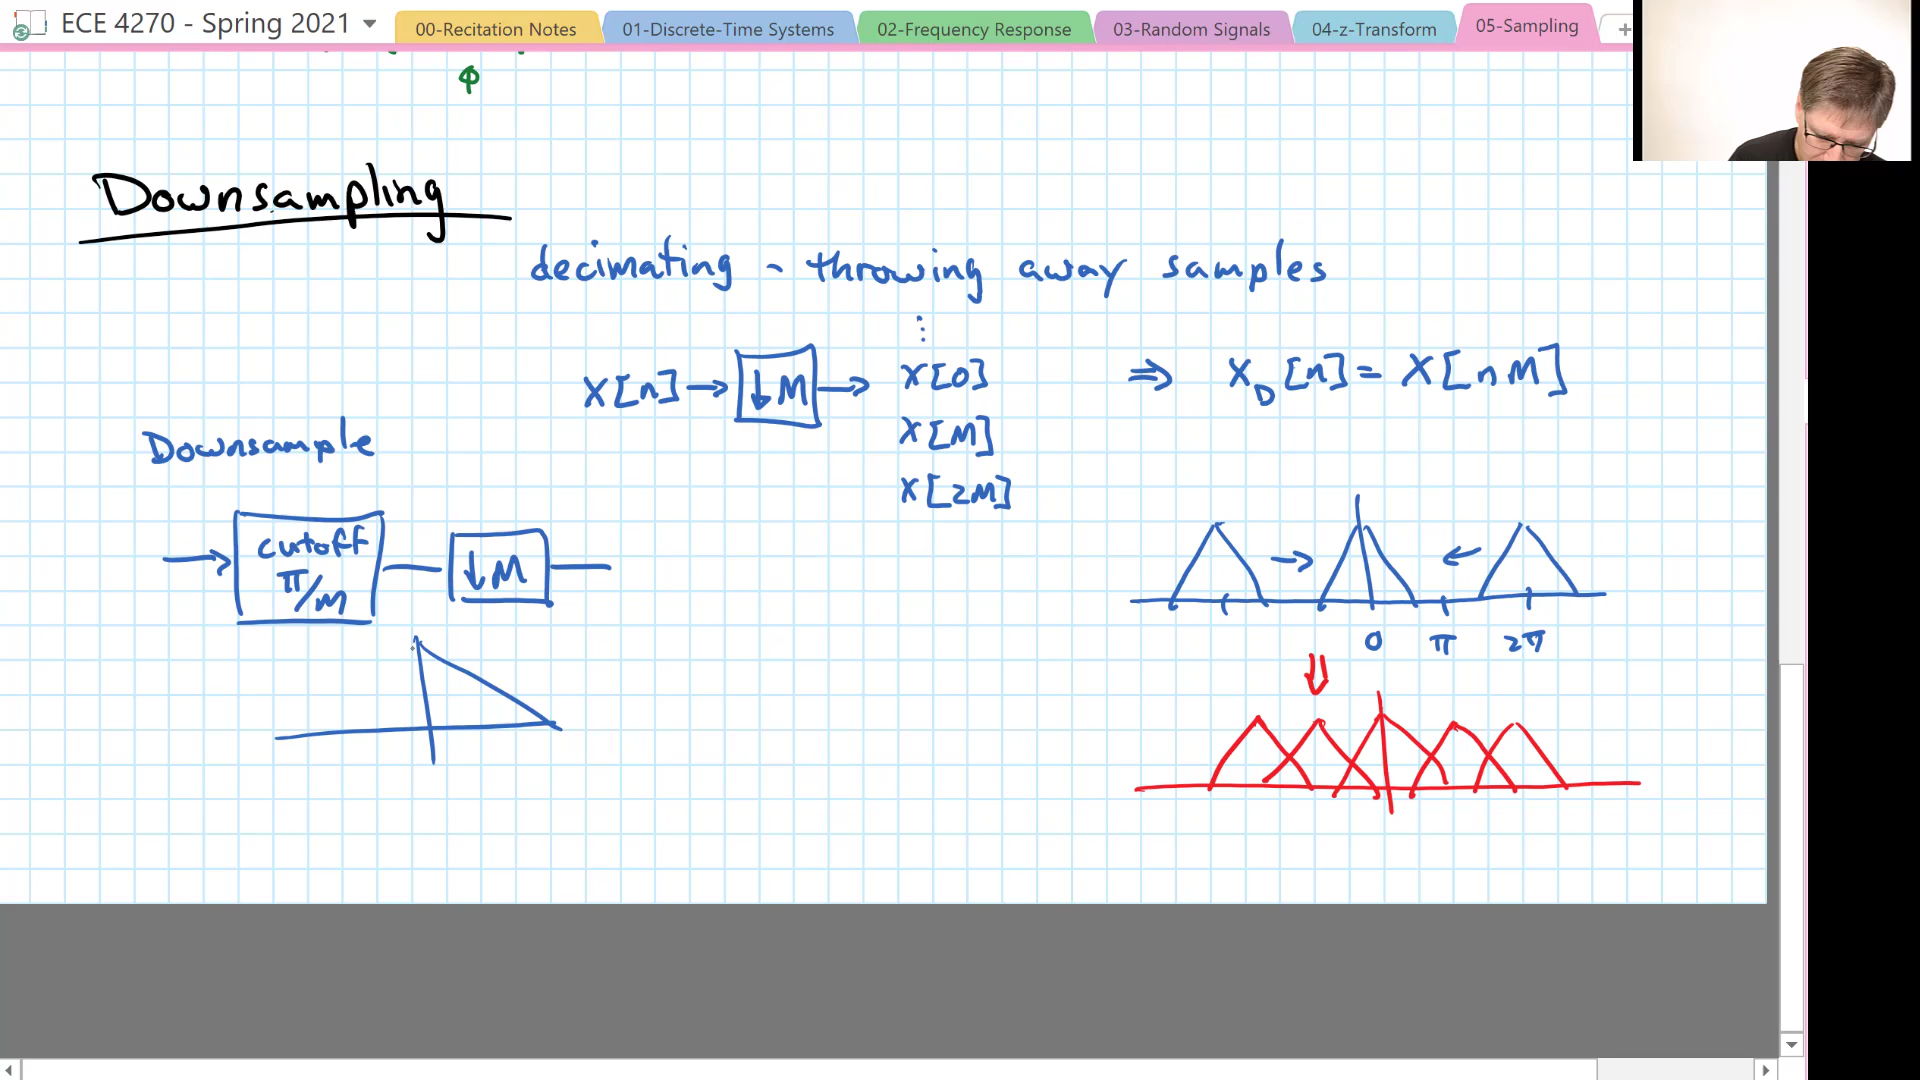 ECE 4270 - Spring 2021
00-Recitation Notes
01-Discrete-Time Systems
02-Frequency Response
03-Random Signals
04-z-Transform
05-Sampling
Φ
Downsampling
decimating - throwing away samples
⋮
X[n] → ↓M → X[0] ⇒ X_D[n] = X[nM]
X[M]
X[2M]
Downsample
→ cutoff π/M — ↓M —
→ ←
0 π 2π
⇓